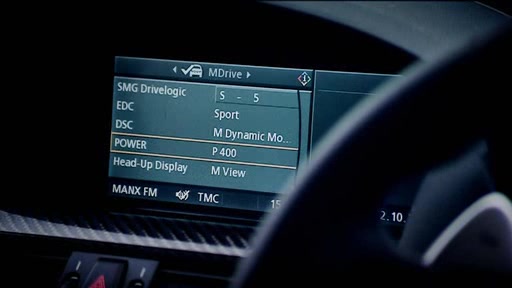 MDrive
SMG Drivelogic S - 5
EDC Sport
DSC M Dynamic Mo...
POWER P 400
Head-Up Display M View
MANX FM TMC 15
2.10